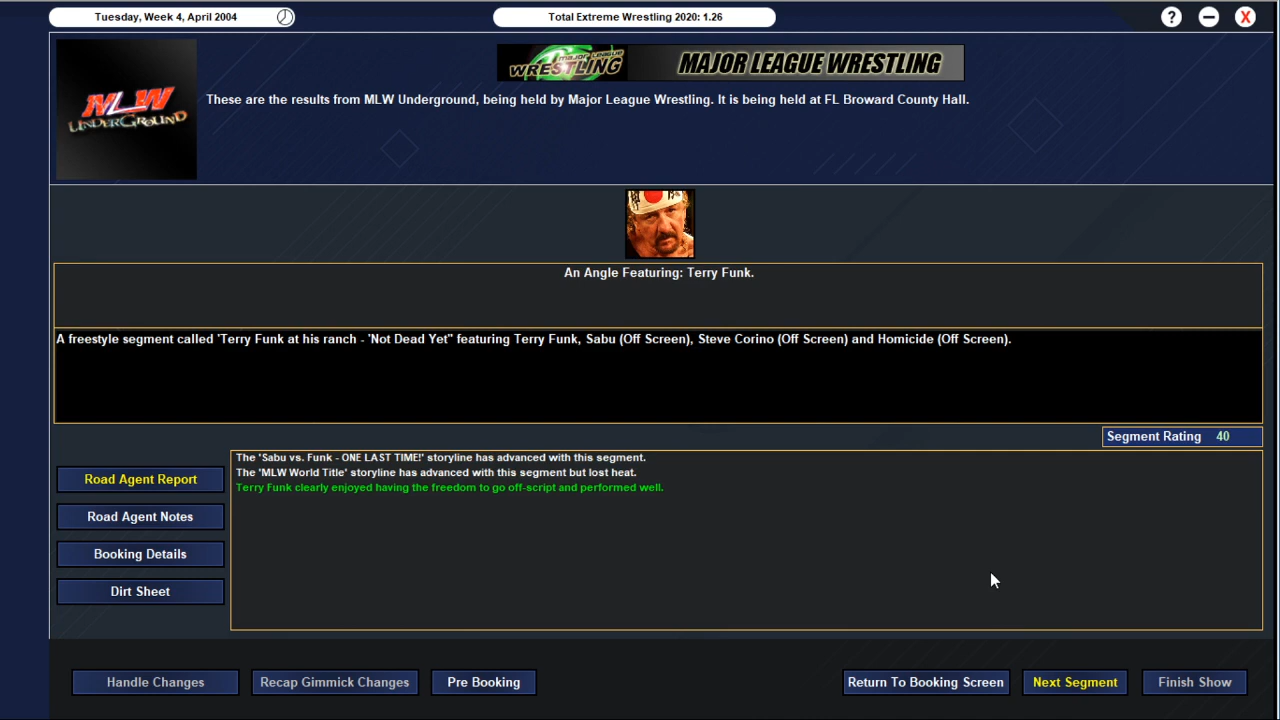 Tuesday, Week 4, April 2004
Total Extreme Wrestling 2020: 1.26
?
X
MAJOR LEAGUE WRESTLING
MAJOR LEAGUE WRESTLING
MLW
UNDERGROUND
These are the results from MLW Underground, being held by Major League Wrestling. It is being held at FL Broward County Hall.
An Angle Featuring: Terry Funk.
A freestyle segment called 'Terry Funk at his ranch - 'Not Dead Yet'' featuring Terry Funk, Sabu (Off Screen), Steve Corino (Off Screen) and Homicide (Off Screen).
Segment Rating 40
The 'Sabu vs. Funk - ONE LAST TIME!' storyline has advanced with this segment.
The 'MLW World Title' storyline has advanced with this segment but lost heat.
Terry Funk clearly enjoyed having the freedom to go off-script and performed well.
Road Agent Report
Road Agent Notes
Booking Details
Dirt Sheet
Handle Changes
Recap Gimmick Changes
Pre Booking
Return To Booking Screen
Next Segment
Finish Show